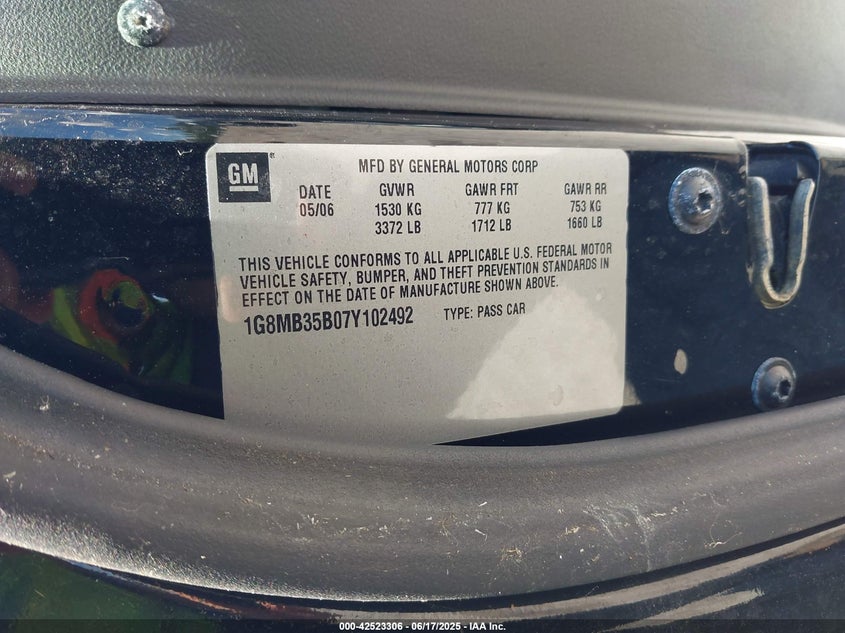 GM
MFD BY GENERAL MOTORS CORP
DATE GVWR GAWR FRT GAWR RR
05/06 1530 KG 777 KG 753 KG
3372 LB 1712 LB 1660 LB
THIS VEHICLE CONFORMS TO ALL APPLICABLE U.S. FEDERAL MOTOR
VEHICLE SAFETY, BUMPER, AND THEFT PREVENTION STANDARDS IN
EFFECT ON THE DATE OF MANUFACTURE SHOWN ABOVE.
1G8MB35B07Y102492 TYPE: PASS CAR
000-42523306 - 06/17/2025 - IAA Inc.